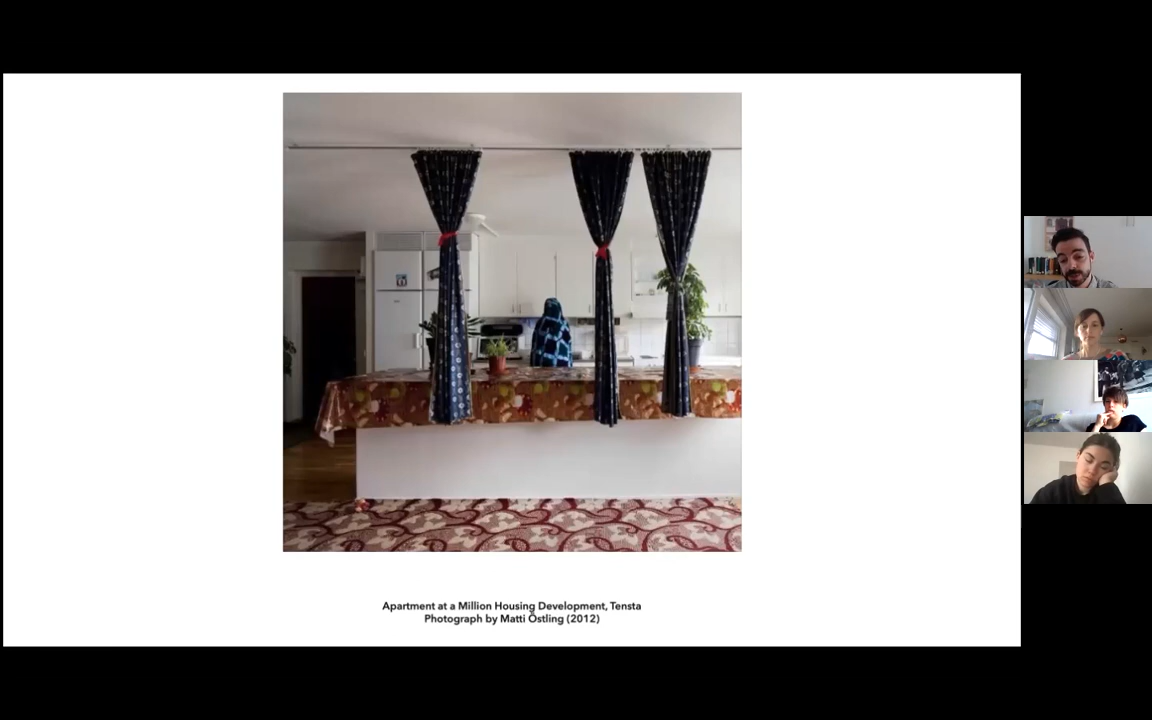 Apartment at a Million Housing Development, Tensta
Photograph by Matti Östling (2012)